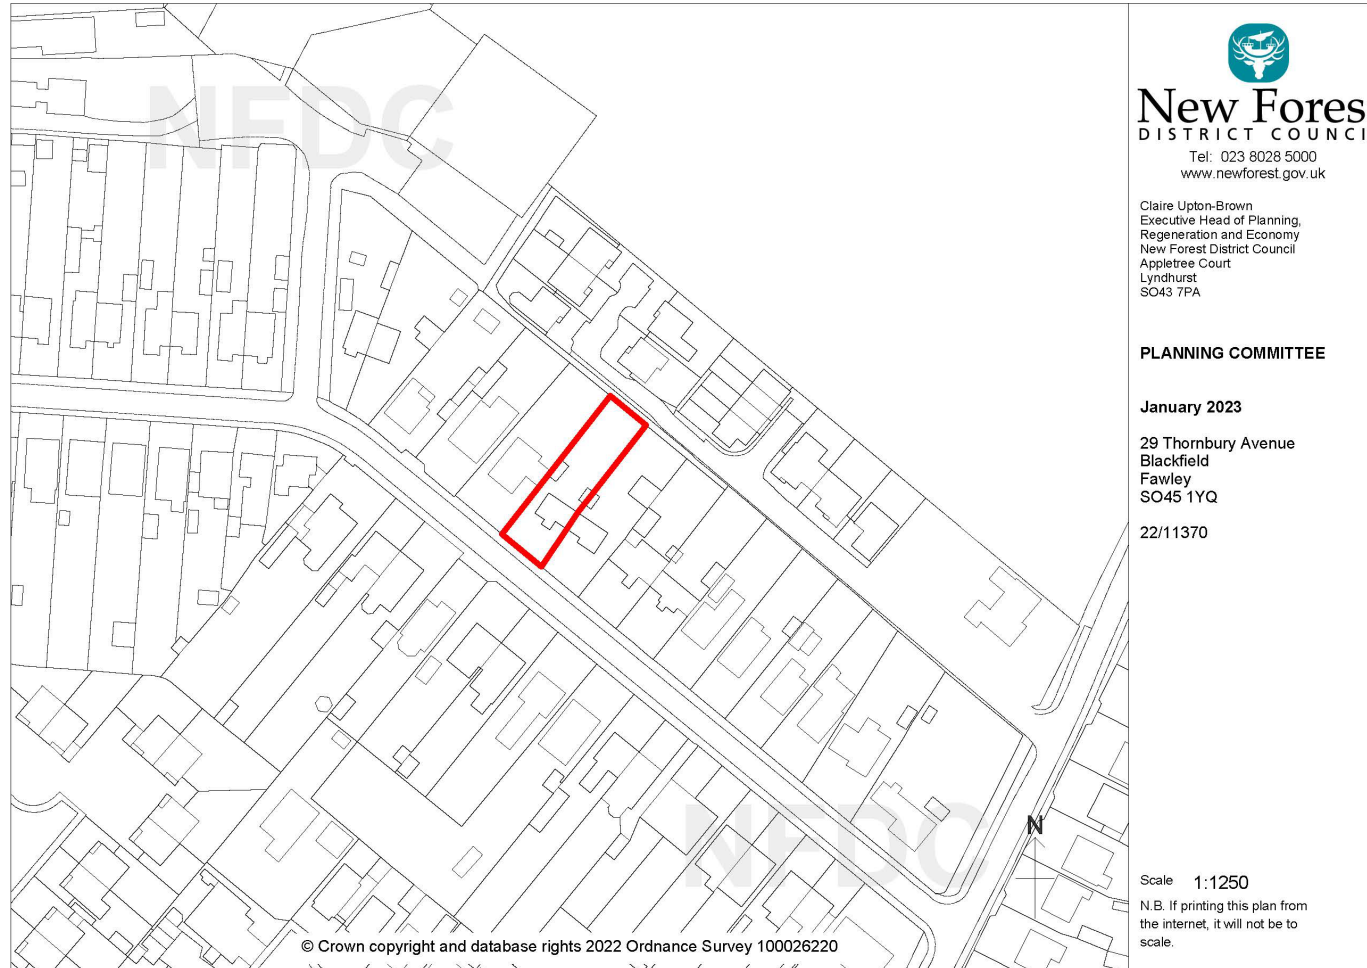 NFDC
New Fores
DISTRICT COUNCI
Tel: 023 8028 5000
www.newforest.gov.uk
Claire Upton-Brown
Executive Head of Planning,
Regeneration and Economy
New Forest District Council
Appletree Court
Lyndhurst
SO43 7PA
PLANNING COMMITTEE
January 2023
29 Thornbury Avenue
Blackfield
Fawley
SO45 1YQ
22/11370
NFDC
N
Scale 1:1250
N.B. If printing this plan from
the internet, it will not be to
scale.
© Crown copyright and database rights 2022 Ordnance Survey 100026220